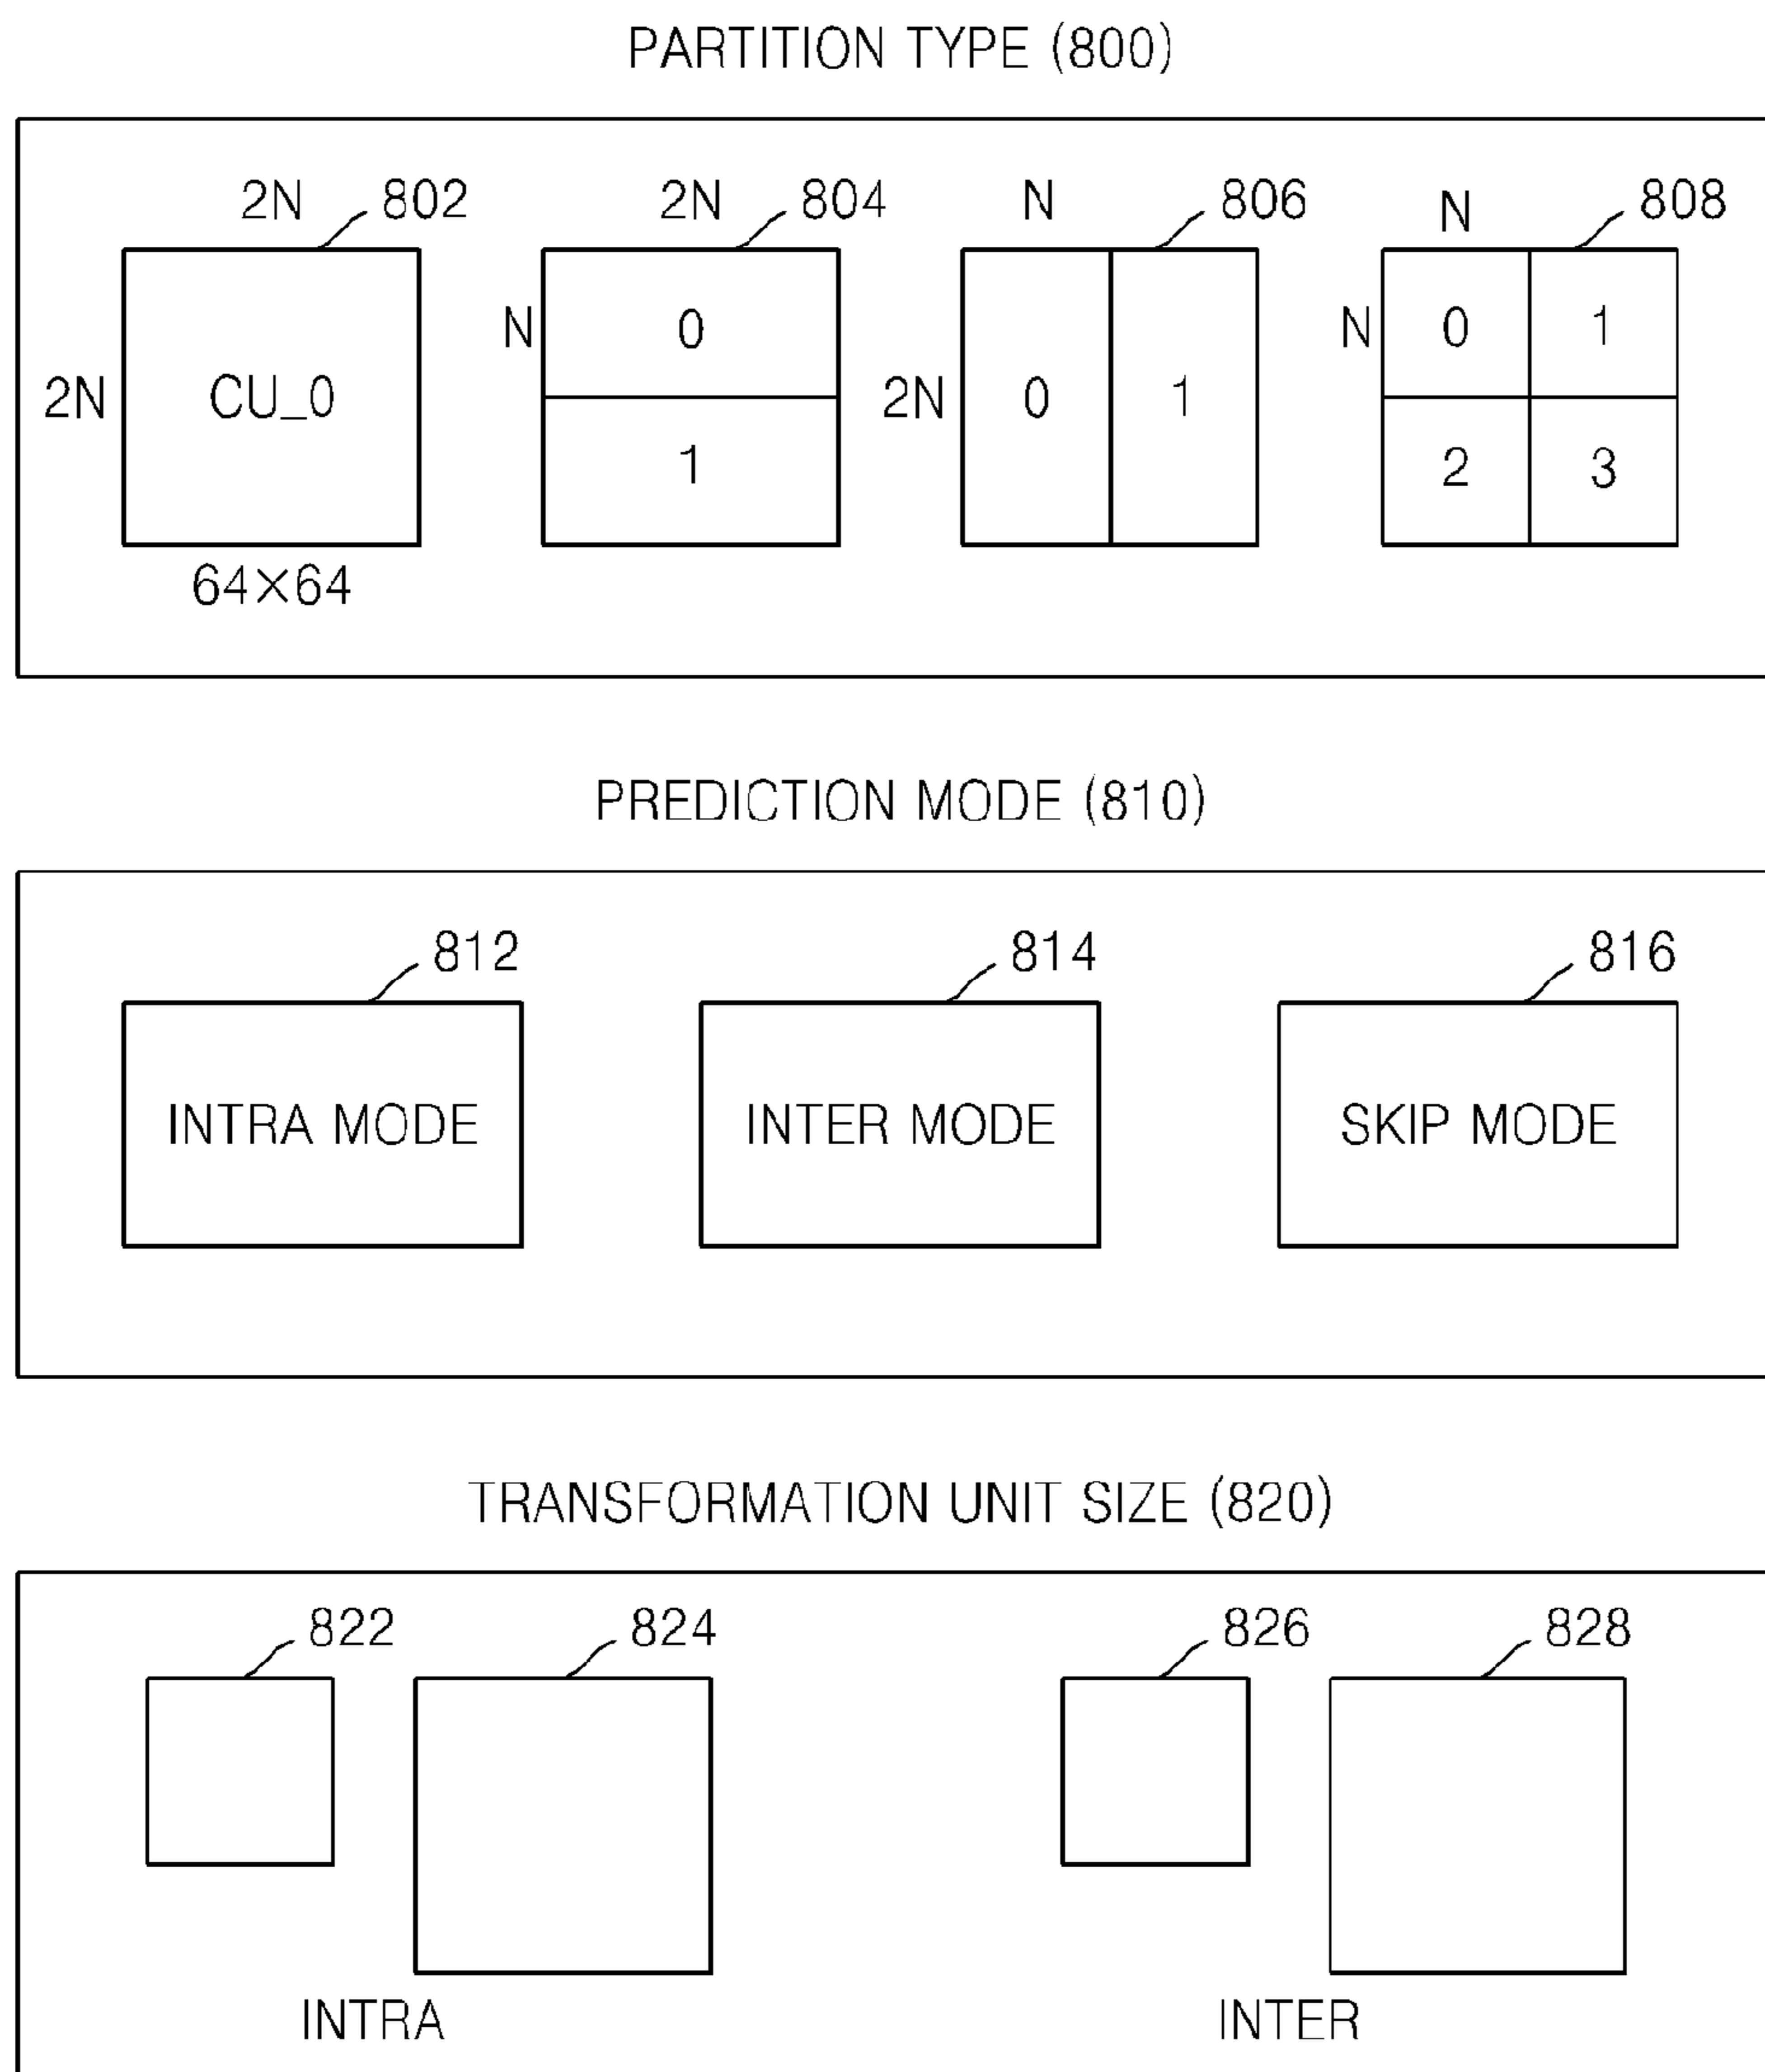 PARTITION TYPE (800)
2N 802 2N 804 N 806 N 808
N 0 N 0 1
2N CU_0 2N 0 1
1 2 3
64×64
PREDICTION MODE (810)
812 814 816
INTRA MODE INTER MODE SKIP MODE
TRANSFORMATION UNIT SIZE (820)
822 824 826 828
INTRA INTER